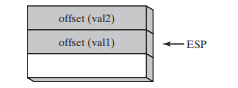 offset (val2)
offset (val1)
ESP